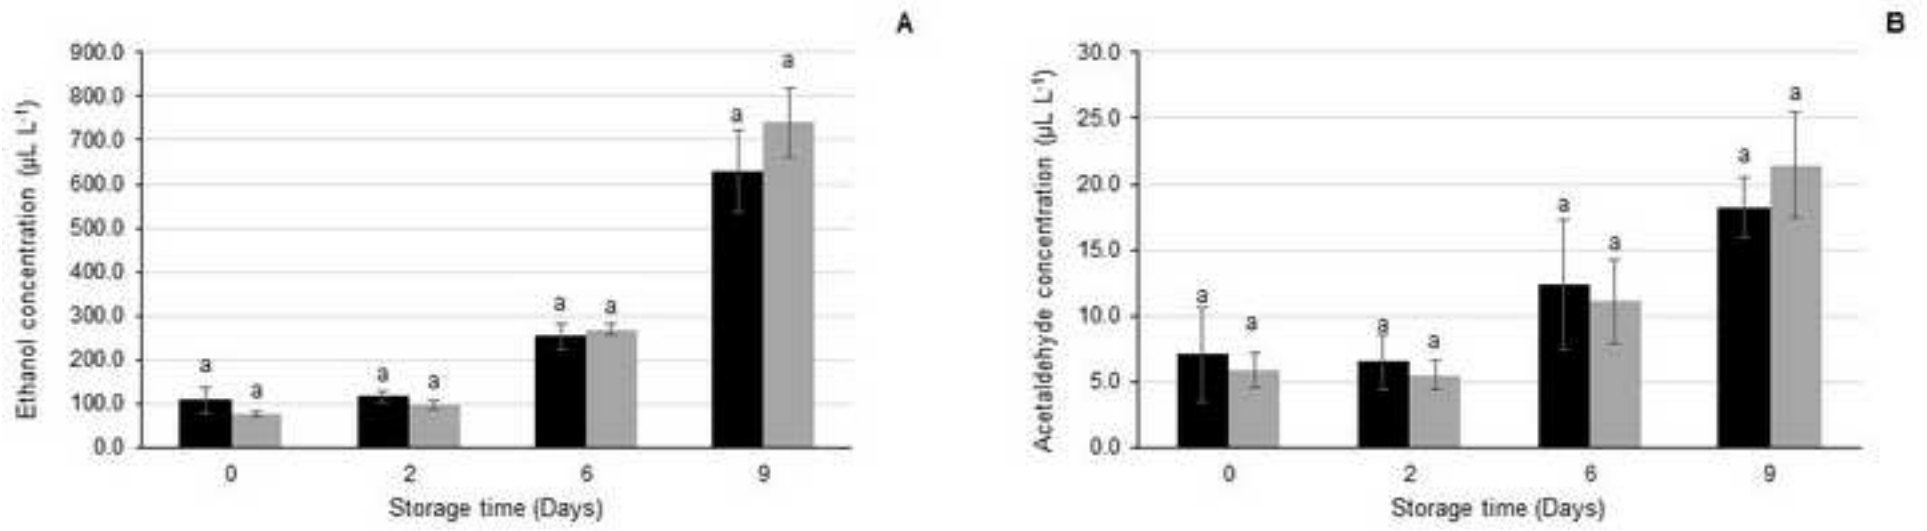 A
Ethanol concentration (µL L⁻¹)
900.0
800.0
700.0
600.0
500.0
400.0
300.0
200.0
100.0
0.0
a
a
a
a
a
a
a
a
0
2
6
9
Storage time (Days)
B
Acetaldehyde concentration (µL L⁻¹)
30.0
25.0
20.0
15.0
10.0
5.0
0.0
a
a
a
a
a
a
a
a
0
2
6
9
Storage time (Days)